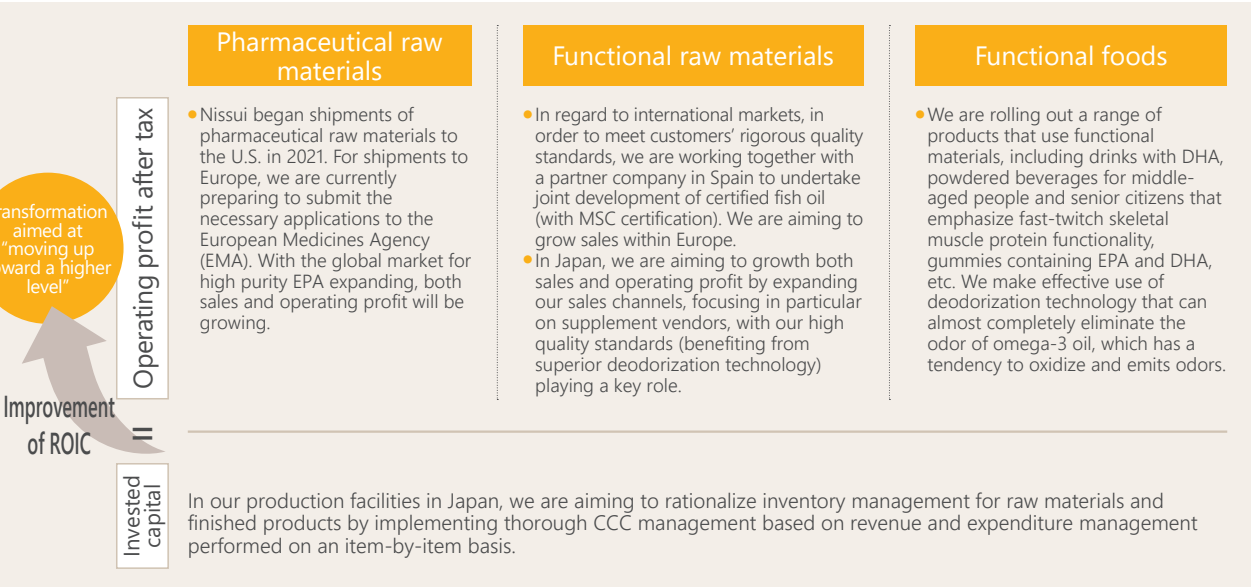 Pharmaceutical raw
materials
Functional raw materials
Functional foods
Operating profit after tax
• Nissui began shipments of
pharmaceutical raw materials to
the U.S. in 2021. For shipments to
Europe, we are currently
preparing to submit the
necessary applications to the
European Medicines Agency
(EMA). With the global market for
high purity EPA expanding, both
sales and operating profit will be
growing.
• In regard to international markets, in
order to meet customers' rigorous quality
standards, we are working together with
a partner company in Spain to undertake
joint development of certified fish oil
(with MSC certification). We are aiming to
grow sales within Europe.
• In Japan, we are aiming to growth both
sales and operating profit by expanding
our sales channels, focusing in particular
on supplement vendors, with our high
quality standards (benefiting from
superior deodorization technology)
playing a key role.
• We are rolling out a range of
products that use functional
materials, including drinks with DHA,
powdered beverages for middle-
aged people and senior citizens that
emphasize fast-twitch skeletal
muscle protein functionality,
gummies containing EPA and DHA,
etc. We make effective use of
deodorization technology that can
almost completely eliminate the
odor of omega-3 oil, which has a
tendency to oxidize and emits odors.
ransformation
aimed at
“moving up
oward a higher
level”
Improvement
of ROIC
=
Invested
capital
In our production facilities in Japan, we are aiming to rationalize inventory management for raw materials and
finished products by implementing thorough CCC management based on revenue and expenditure management
performed on an item-by-item basis.